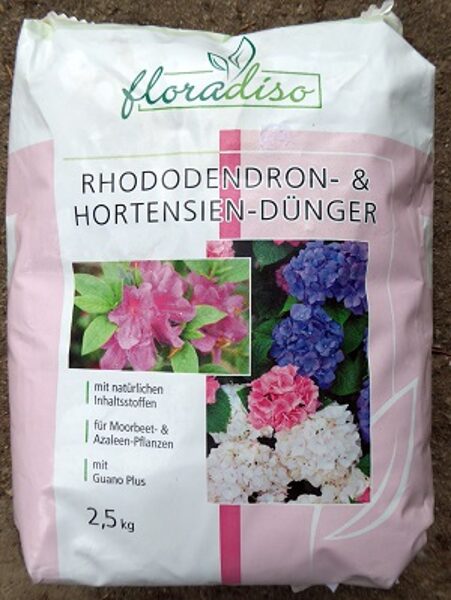 floradiso
RHODODENDRON- &
HORTENSIEN-DÜNGER
mit natürlichen
Inhaltsstoffen
für Moorbeet- &
Azaleen-Pflanzen
mit
Guano Plus
2,5 kg